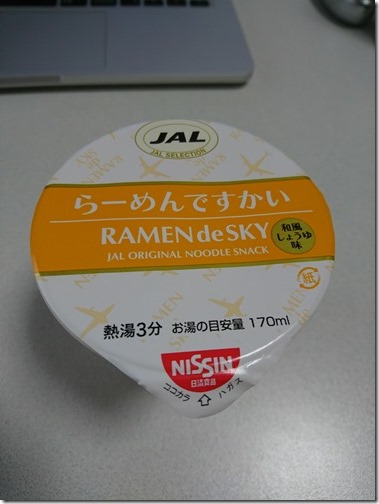 JAL
JAL SELECTION
らーめんですかい
RAMEN de SKY
JAL ORIGINAL NOODLE SNACK
和風
しょうゆ
味
紙
熱湯3分 お湯の目安量 170ml
NISSIN
日清食品
ココカラ ハガス